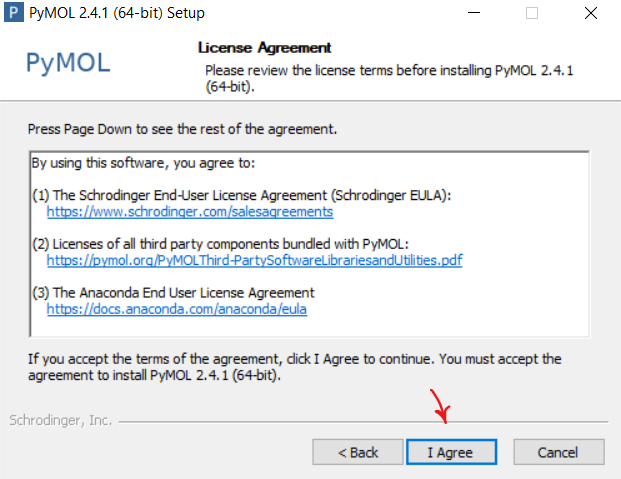 P PyMOL 2.4.1 (64-bit) Setup
PyMOL
License Agreement
Please review the license terms before installing PyMOL 2.4.1
(64-bit).
Press Page Down to see the rest of the agreement.
By using this software, you agree to:
(1) The Schrodinger End-User License Agreement (Schrodinger EULA):
https://www.schrodinger.com/salesagreements
(2) Licenses of all third party components bundled with PyMOL:
https://pymol.org/PyMOLThird-PartySoftwareLibrariesandUtilities.pdf
(3) The Anaconda End User License Agreement
https://docs.anaconda.com/anaconda/eula
If you accept the terms of the agreement, click I Agree to continue. You must accept the
agreement to install PyMOL 2.4.1 (64-bit).
Schrodinger, Inc.
< Back I Agree Cancel